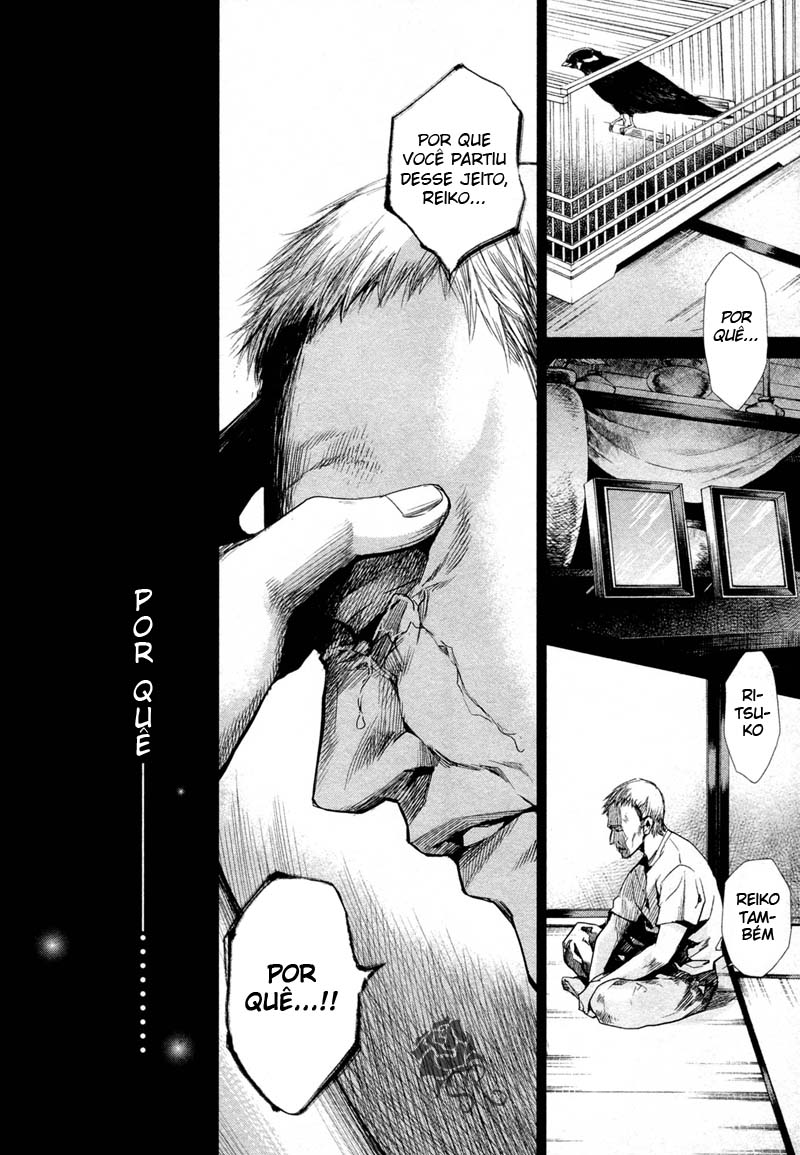 POR
QUÊ...
RI-
TSU-
KO
REIKO
TAM-
BÉM
POR QUE
VOCÊ PARTIU
DESSE JEITO,
REIKO...
POR
QUÊ...!!
POR QUÊ—.........